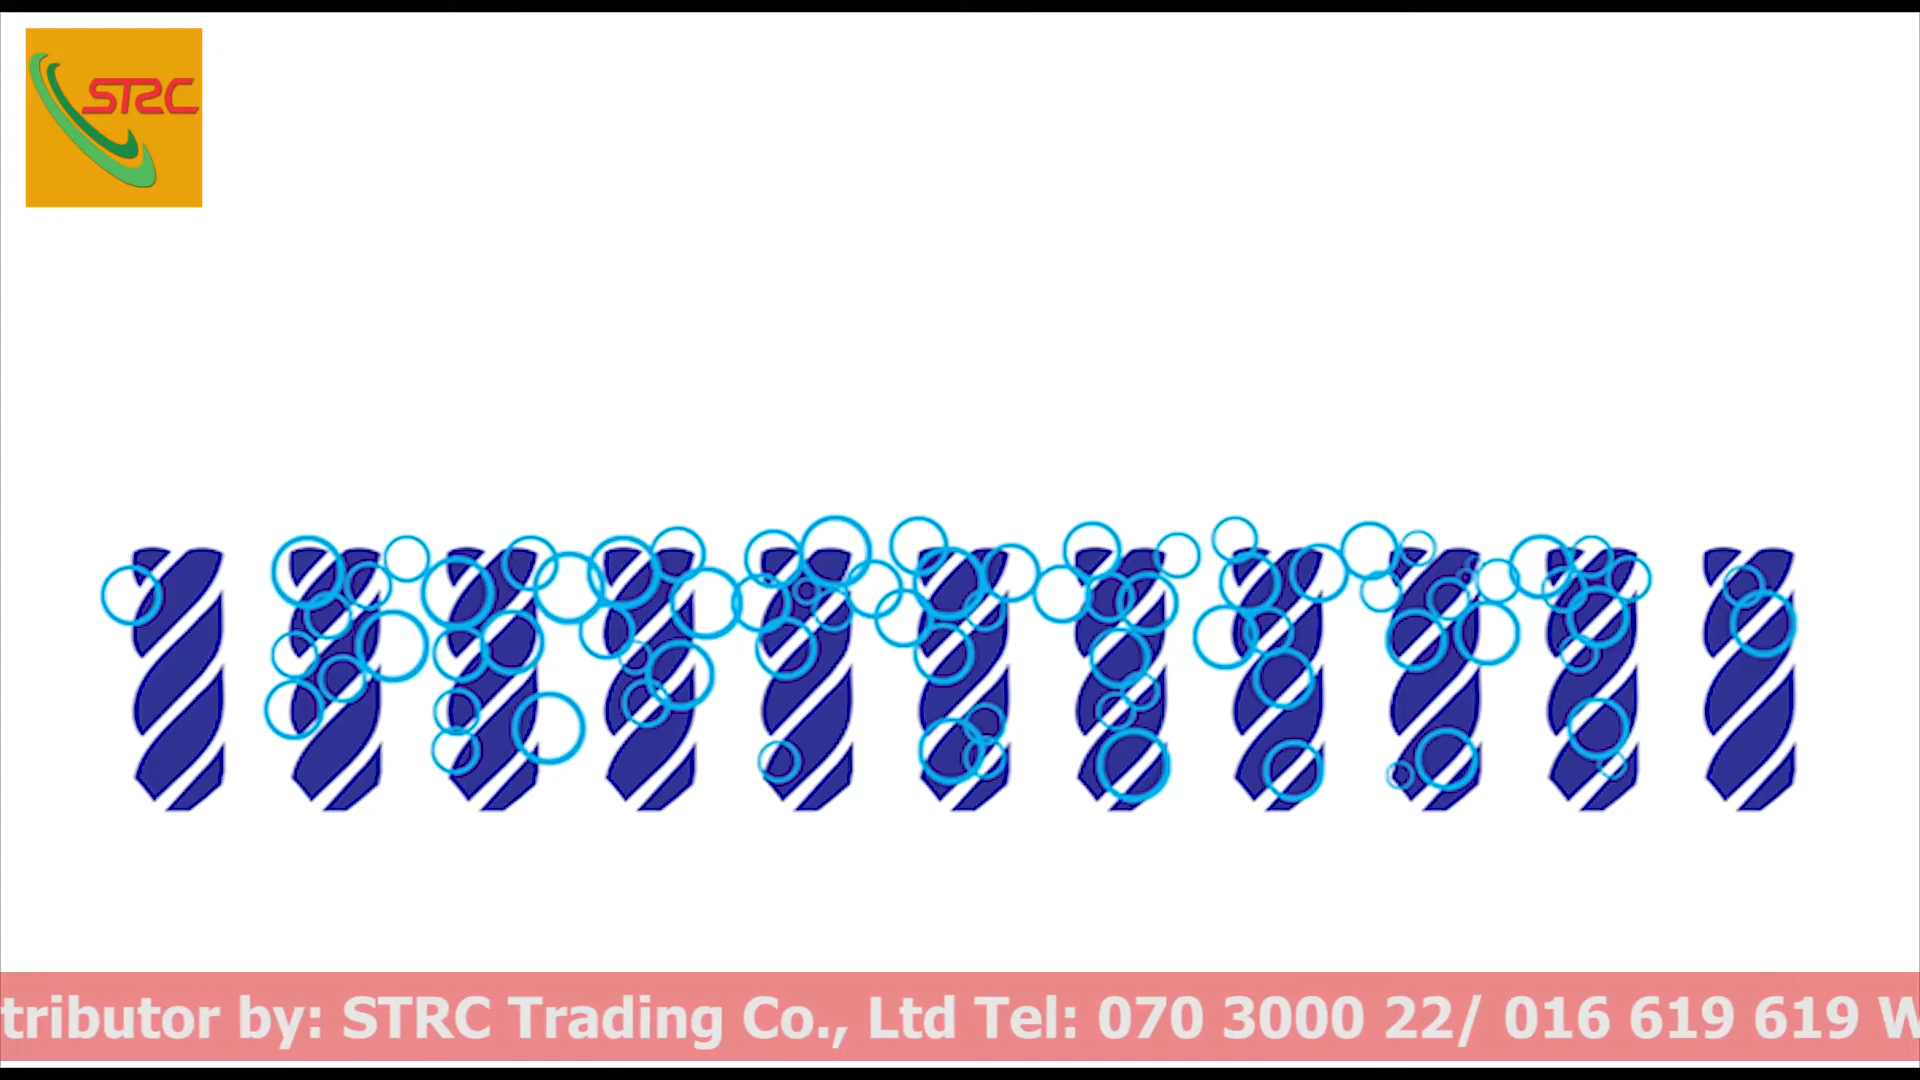 STRC
tributor by: STRC Trading Co., Ltd Tel: 070 3000 22/ 016 619 619 W